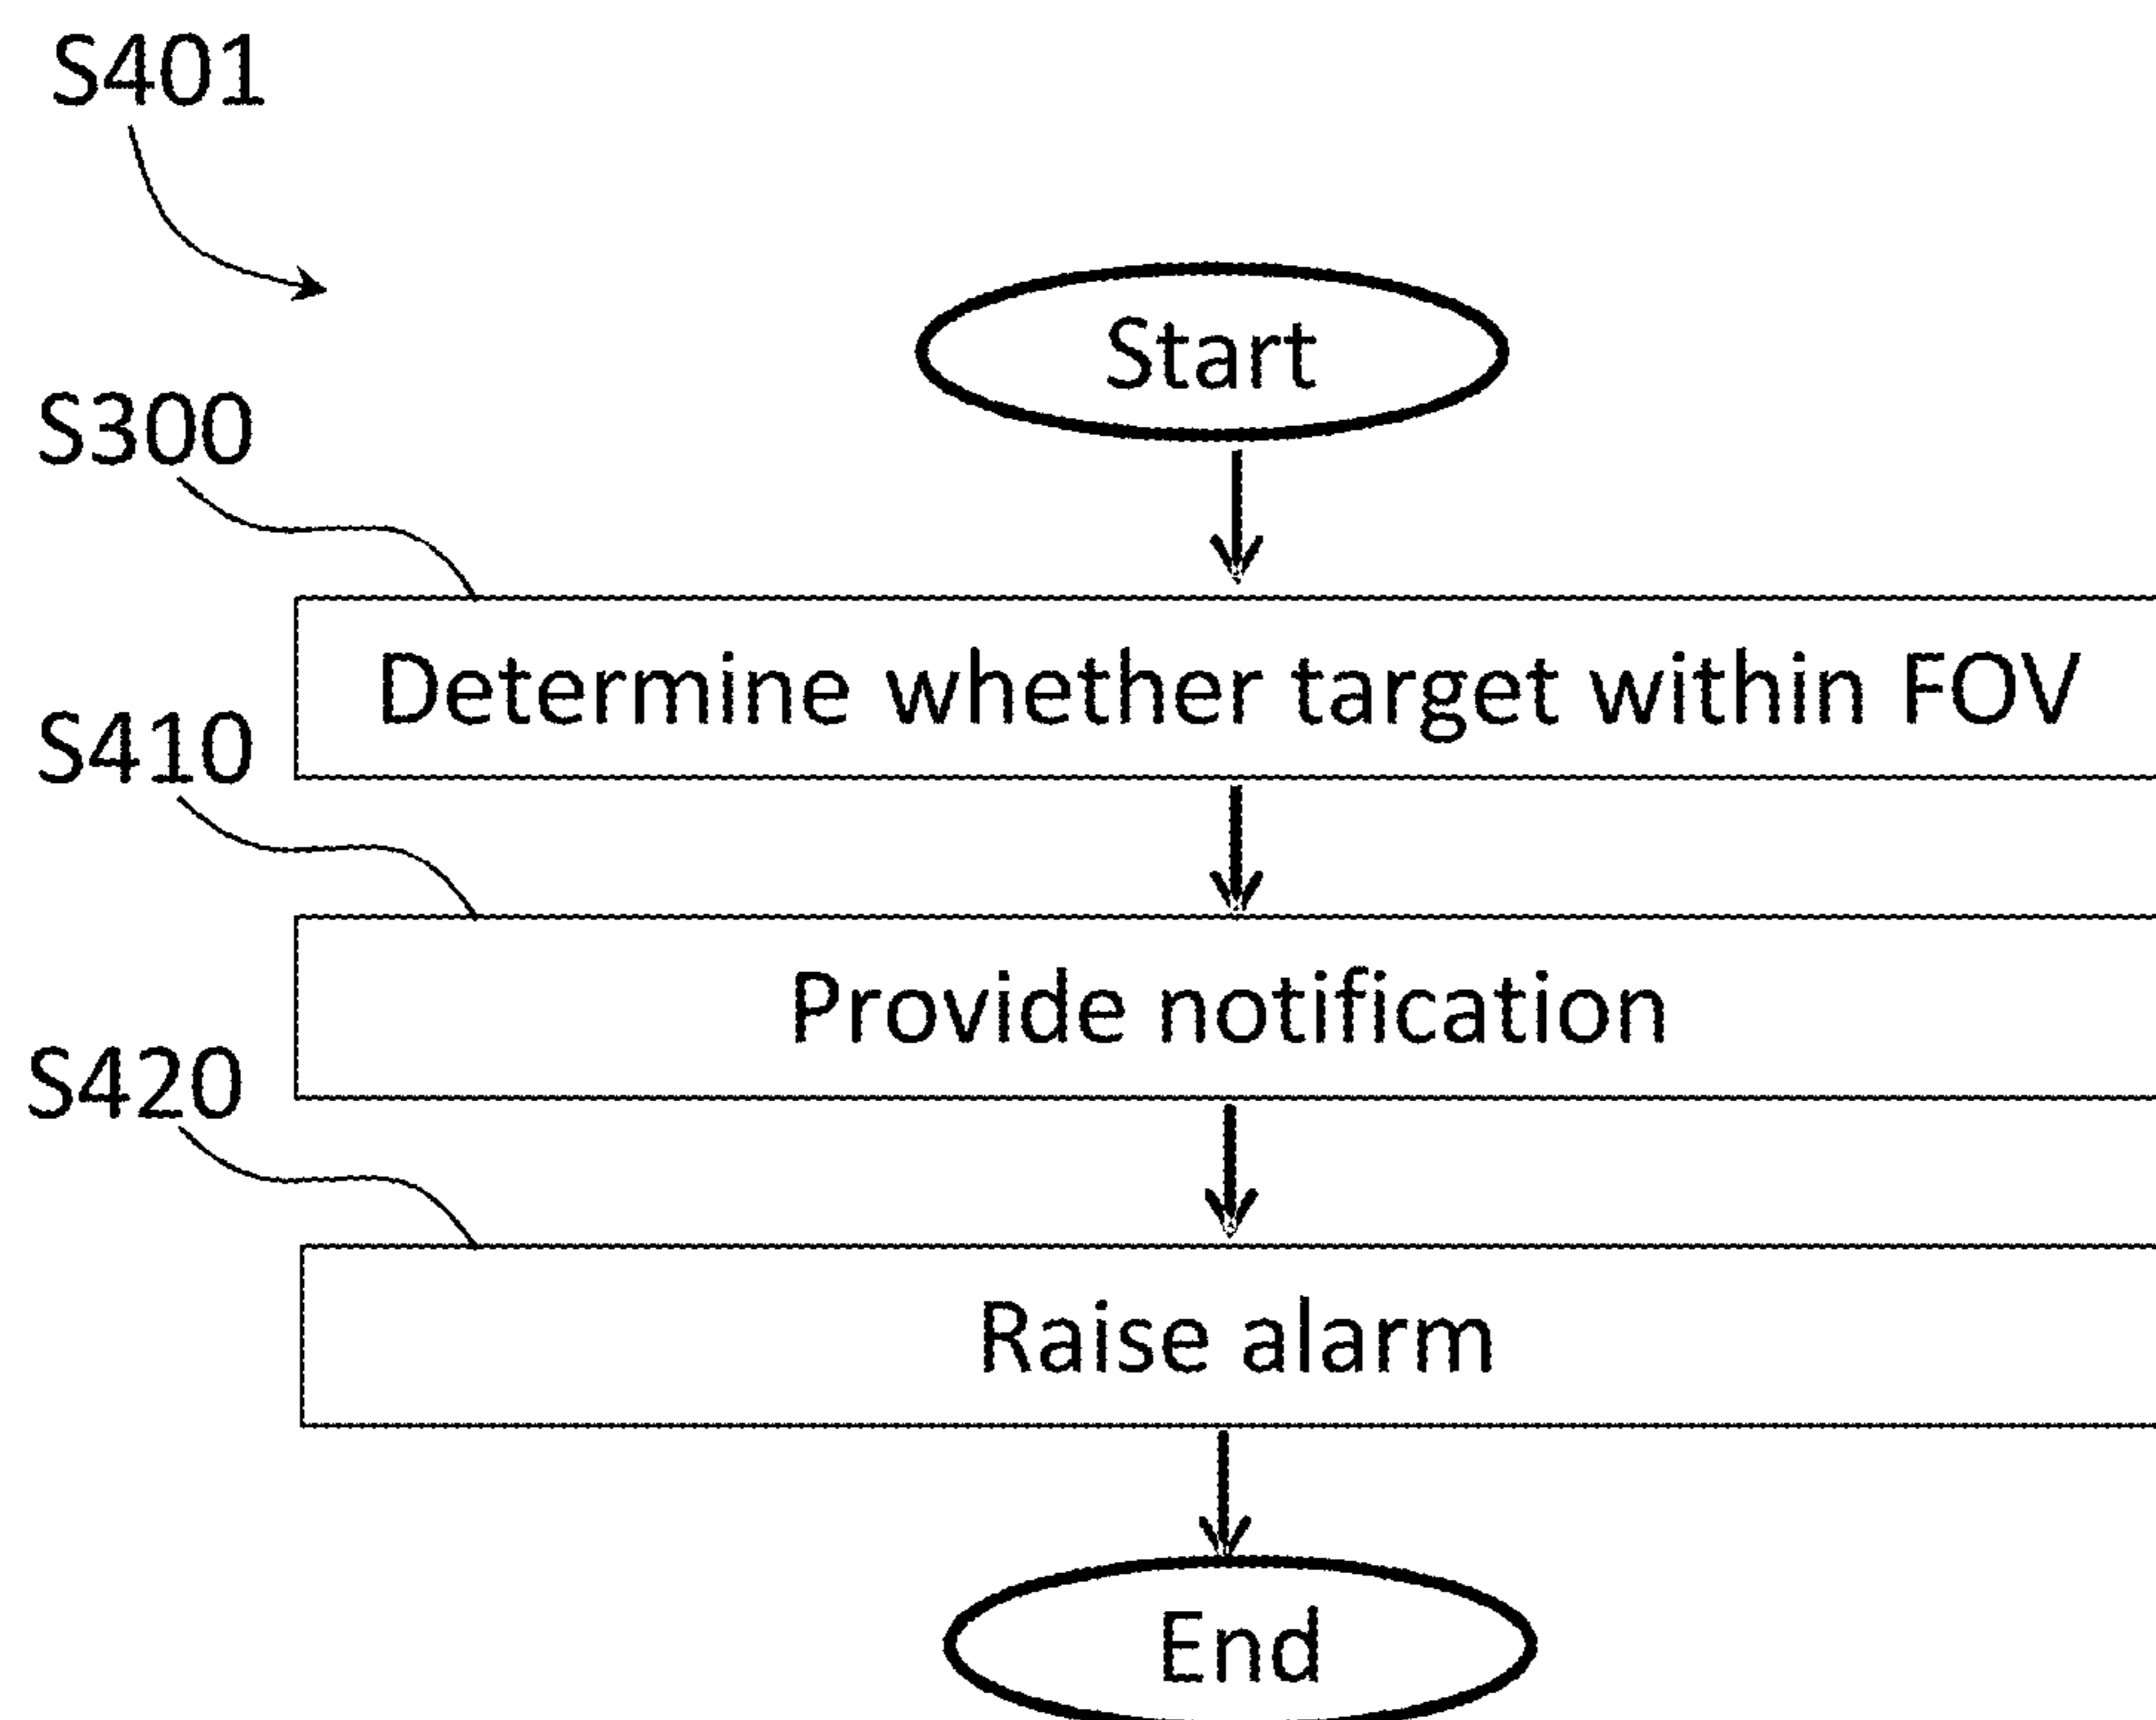 S401
Start
S300
Determine whether target within FOV
S410
Provide notification
S420
Raise alarm
End